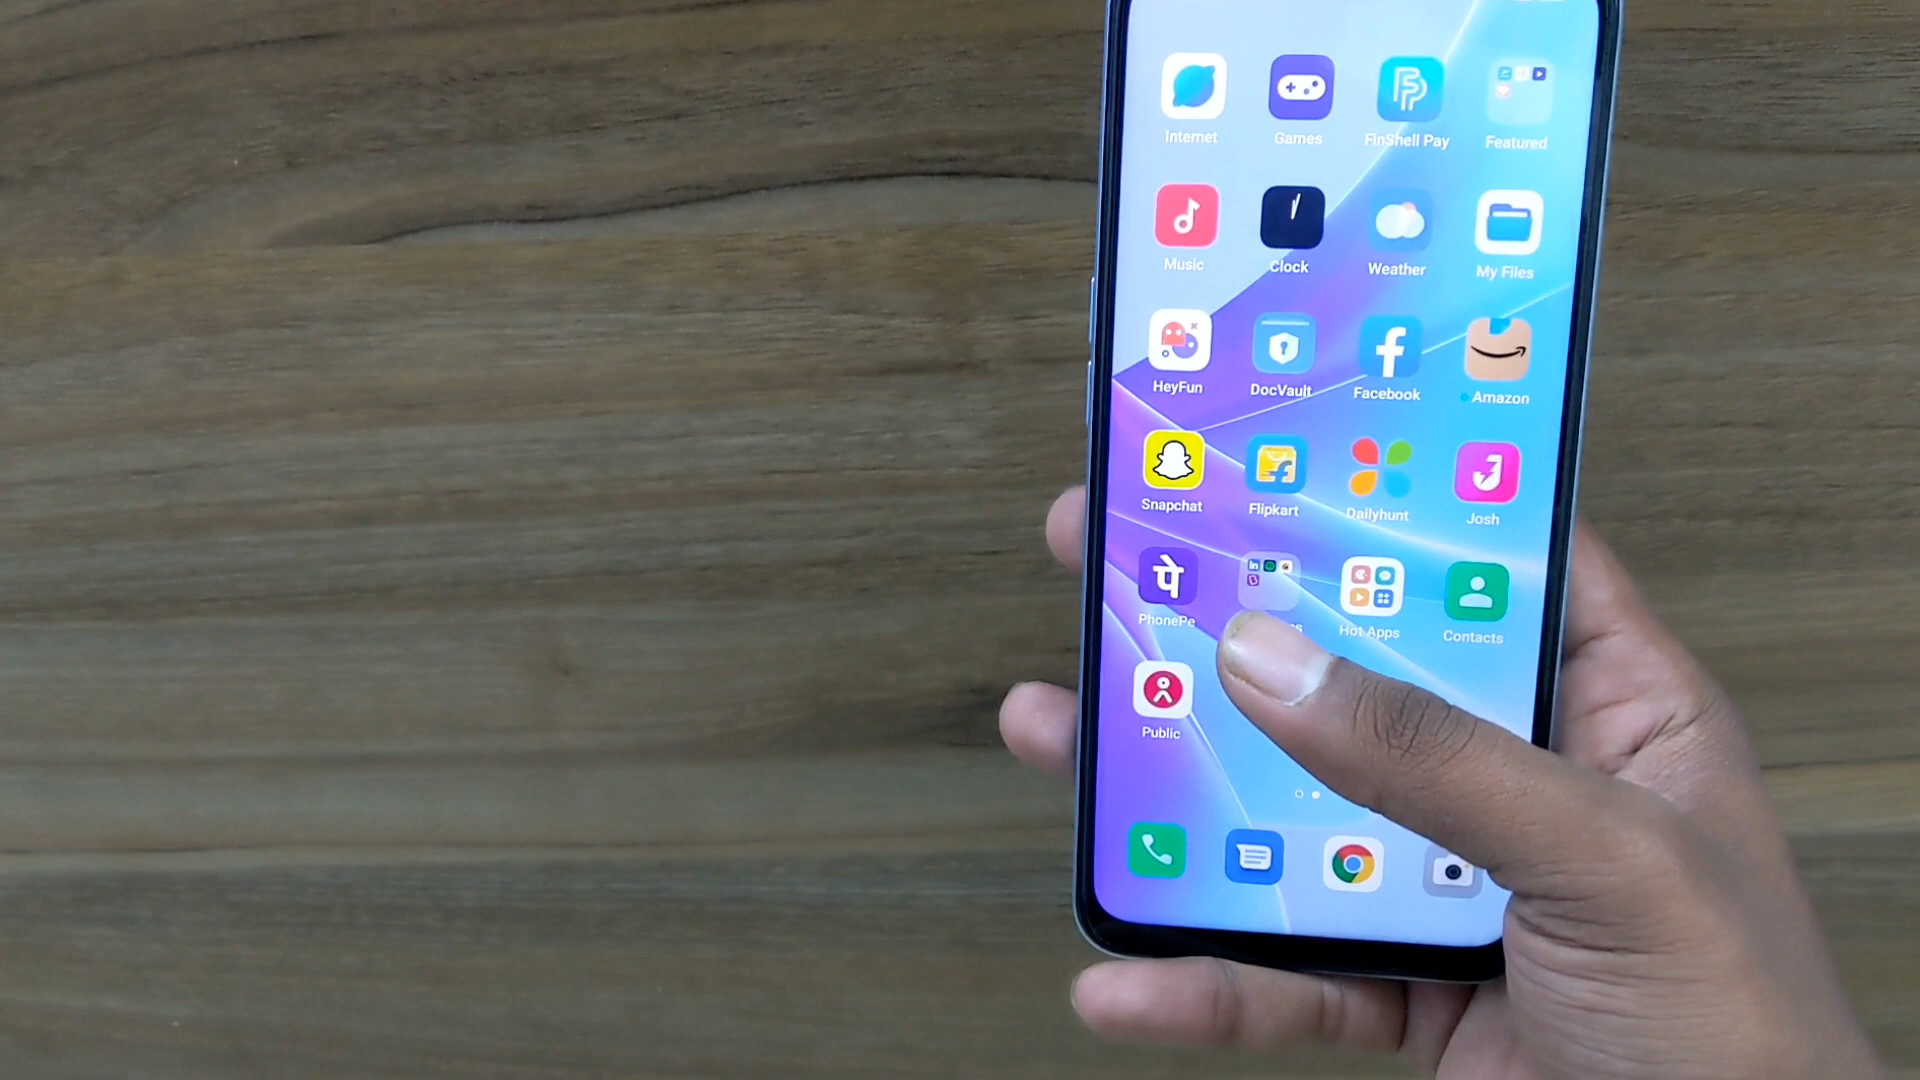 Internet Games FinShell Pay Featured
Music Clock Weather My Files
HeyFun DocVault Facebook Amazon
Snapchat Flipkart Dailyhunt Josh
पे
PhonePe Hot Apps Contacts
Public